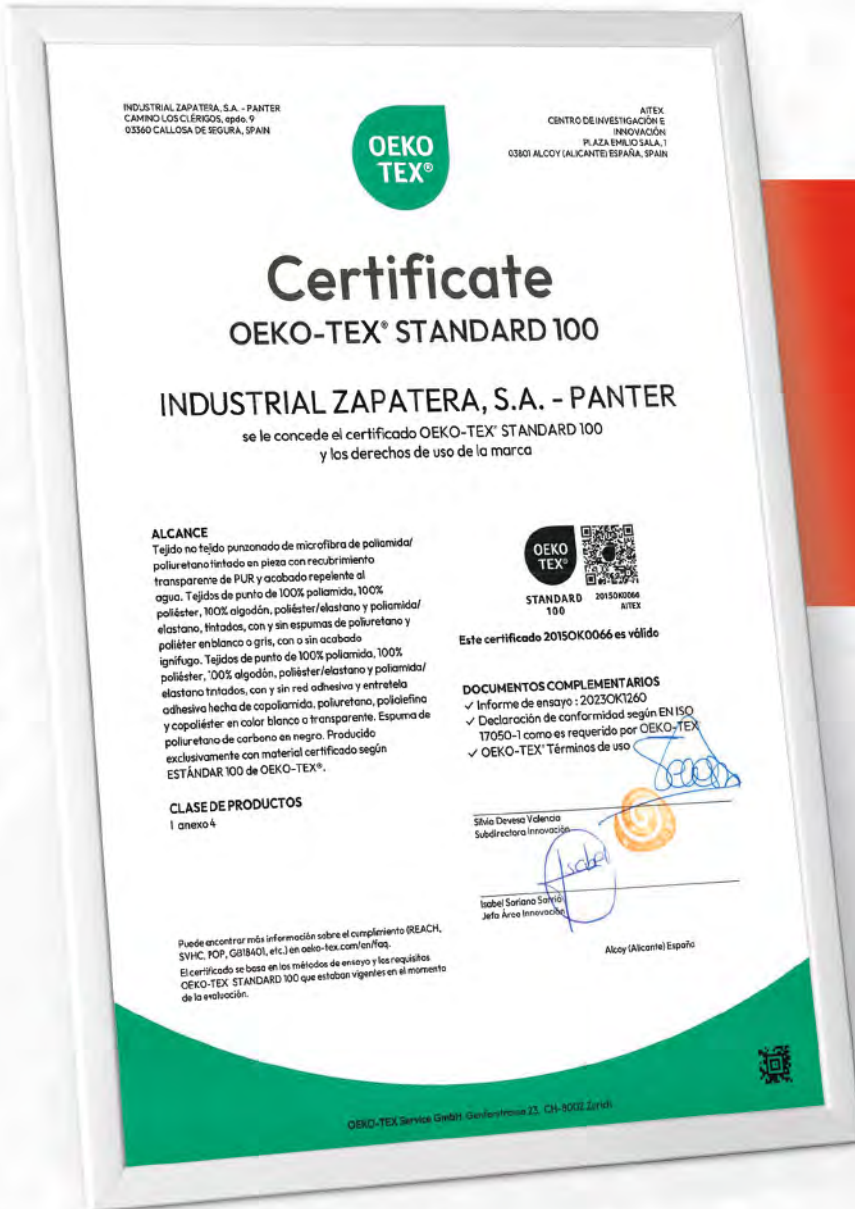 INDUSTRIAL ZAPATERA, S.A. - PANTER
CAMINO LOS CLÉRIGOS, apdo. 9
03360 CALLOSA DE SEGURA, SPAIN
OEKO
TEX®
AITEX
CENTRO DE INVESTIGACIÓN E
INNOVACIÓN
PLAZA EMILIO SALA, 1
03801 ALCOY (ALICANTE) ESPAÑA, SPAIN
Certificate
OEKO-TEX® STANDARD 100
INDUSTRIAL ZAPATERA, S.A. - PANTER
se le concede el certificado OEKO-TEX® STANDARD 100
y los derechos de uso de la marca
ALCANCE
Tejido no tejido punzonado de microfibra de poliamida/
poliuretano tintado en pieza con recubrimiento
transparente de PUR y acabado repelente al
agua. Tejidos de punto de 100% poliamida, 100%
poliéster, 100% algodón, poliéster/elastano y poliamida/
elastano, tintados, con y sin espumas de poliuretano y
poliéter en blanco o gris, con o sin acabado
ignífugo. Tejidos de punto de 100% poliamida, 100%
poliéster, 100% algodón, poliéster/elastano y poliamida/
elastano tntados, con y sin red adhesiva y entretela
adhesiva hecha de copoliamida, poliuretano, poliolefina
y copoliéster en color blanco o transparente. Espuma de
poliuretano de carbono en negro. Producido
exclusivamente con material certificado según
ESTÁNDAR 100 de OEKO-TEX®.
CLASE DE PRODUCTOS
1 anexo 4
OEKO
TEX®
STANDARD
100
2015OK0066
AITEX
Este certificado 2015OK0066 es válido
DOCUMENTOS COMPLEMENTARIOS
✓ Informe de ensayo : 2023OK1260
✓ Declaración de conformidad según EN ISO
17050-1 como es requerido por OEKO-TEX
✓ OEKO-TEX® Términos de uso
Silvia Devesa Valencia
Subdirectora Innovación
Isabel
Isabel Soriano Sarrió
Jefa Área Innovación
Alcoy (Alicante) España
Puede encontrar más información sobre el cumplimiento (REACH,
SVHC, POP, GB18401, etc.) en oeko-tex.com/en/faq.
El certificado se basa en los métodos de ensayo y los requisitos
OEKO-TEX STANDARD 100 que estaban vigentes en el momento
de la evaluación.
OEKO-TEX Service GmbH Genferstrasse 23, CH-8002 Zurich